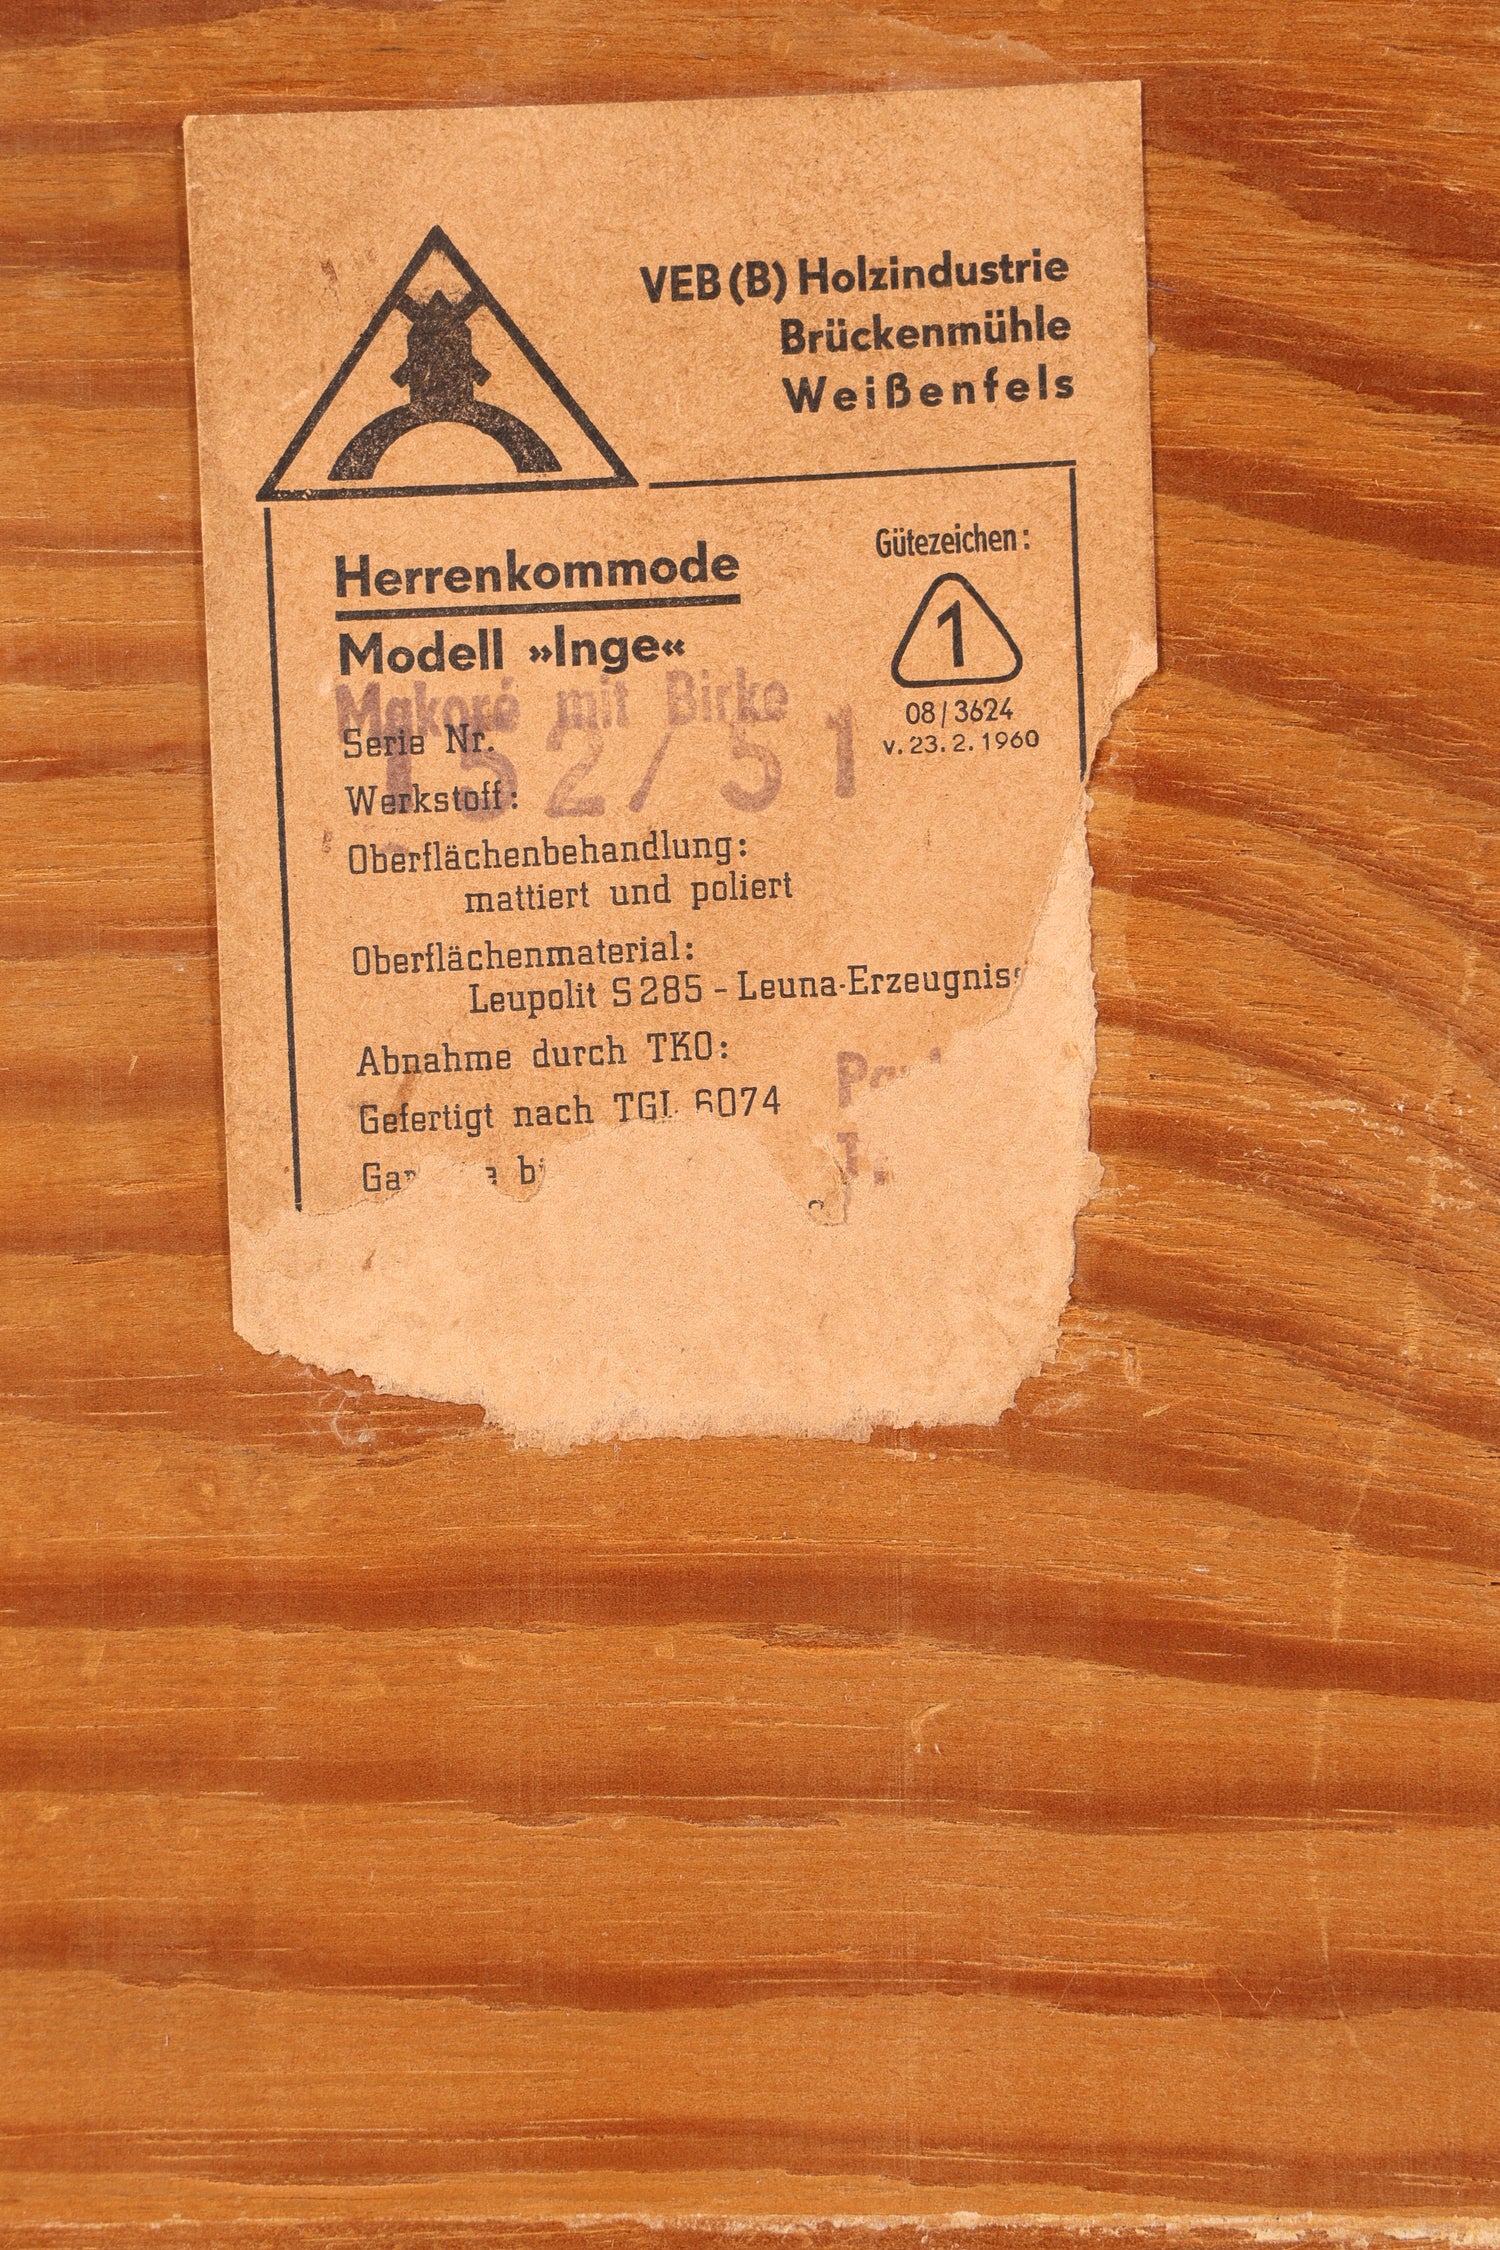 VEB (B) Holzindustrie
Brückenmühle
Weißenfels
Herrenkommode
Gütezeichen:
1
08/3624
v. 23. 2. 1960
Modell »Inge«
Makoré mit Birke
Serie Nr.
152/51
Werkstoff:
Oberflächenbehandlung:
mattiert und poliert
Oberflächenmaterial:
Leupolit S 285 - Leuna-Erzeugnis
Abnahme durch TKO:
Gefertigt nach TGL 6074
1.